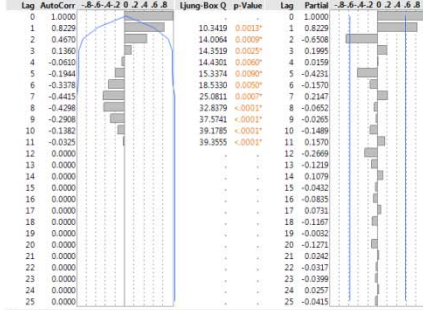 Lag AutoCorr -.8-.6-.4-.2 0 .2 .4 .6 .8 Ljung-Box Q p-Value Lag Partial -.8-.6-.4-.2 0 .2 .4 .6 .8
0 1.0000 . . 0 1.0000
1 0.8229 10.3419 0.0013* 1 0.8229
2 0.4670 14.0064 0.0009* 2 -0.6508
3 0.1360 14.3519 0.0025* 3 0.1995
4 -0.0610 14.4301 0.0060* 4 0.0159
5 -0.1944 15.3374 0.0090* 5 -0.4231
6 -0.3378 18.5330 0.0050* 6 -0.1570
7 -0.4415 25.0811 0.0007* 7 0.2147
8 -0.4298 32.8379 <.0001* 8 -0.0652
9 -0.2908 37.5741 <.0001* 9 -0.0265
10 -0.1382 39.1785 <.0001* 10 -0.1489
11 -0.0325 39.3555 <.0001* 11 0.1570
12 0.0000 . . 12 -0.2669
13 0.0000 . . 13 -0.1219
14 0.0000 . . 14 0.1079
15 0.0000 . . 15 -0.0432
16 0.0000 . . 16 -0.0835
17 0.0000 . . 17 0.0731
18 0.0000 . . 18 -0.1167
19 0.0000 . . 19 -0.0032
20 0.0000 . . 20 -0.1271
21 0.0000 . . 21 0.0242
22 0.0000 . . 22 -0.0317
23 0.0000 . . 23 -0.0399
24 0.0000 . . 24 0.0257
25 0.0000 . . 25 -0.0415